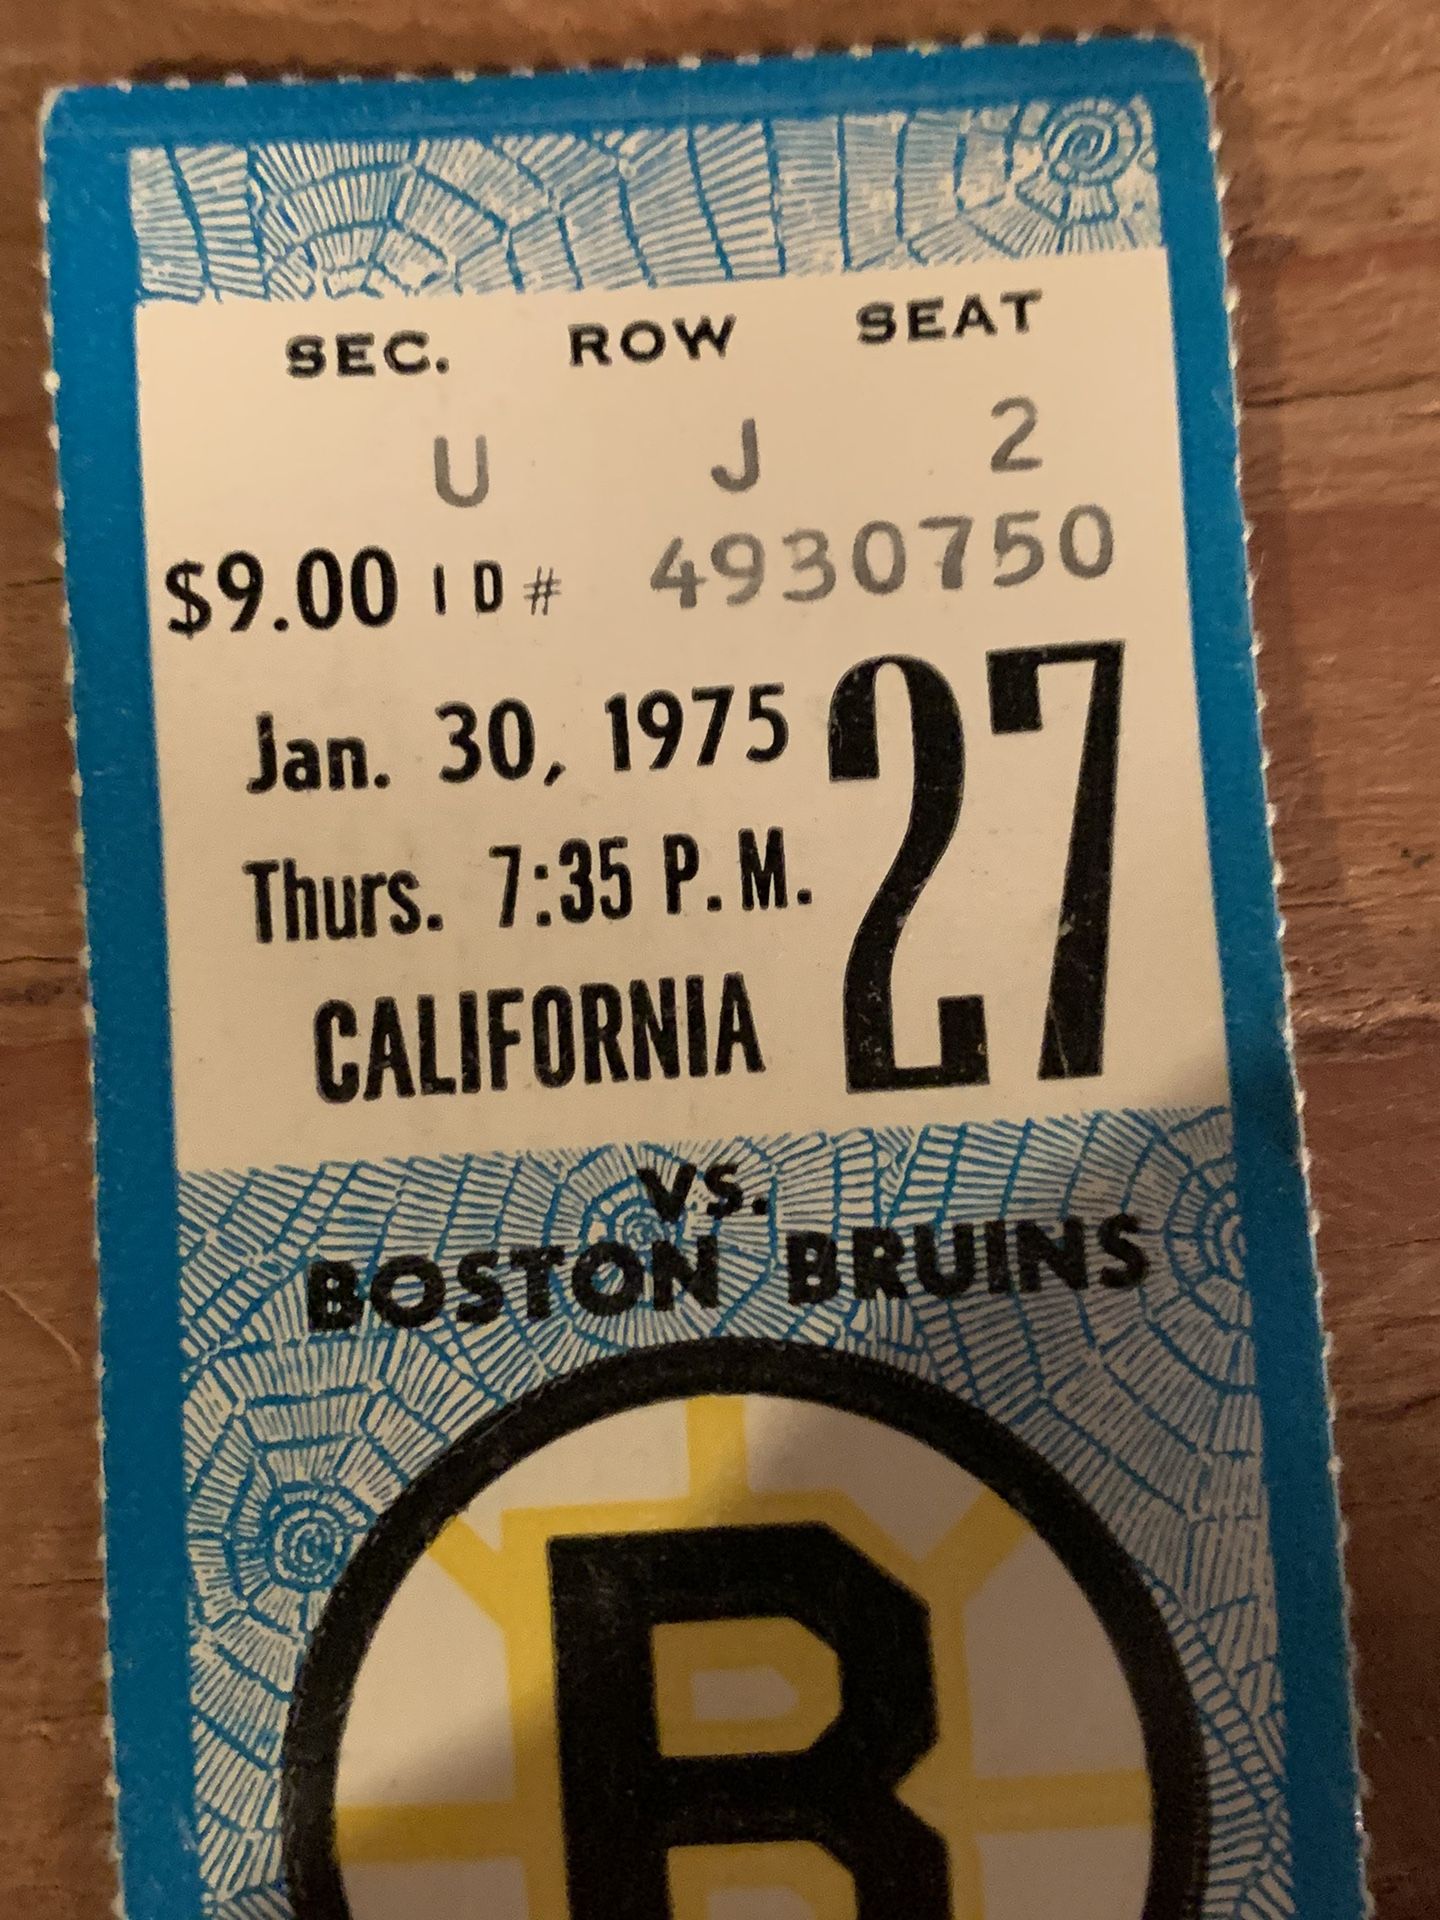 SEC. ROW SEAT
U J 2
$9.00 ID# 4930750
Jan. 30, 1975
Thurs. 7:35 P.M.
CALIFORNIA
27
VS.
BOSTON BRUINS
B